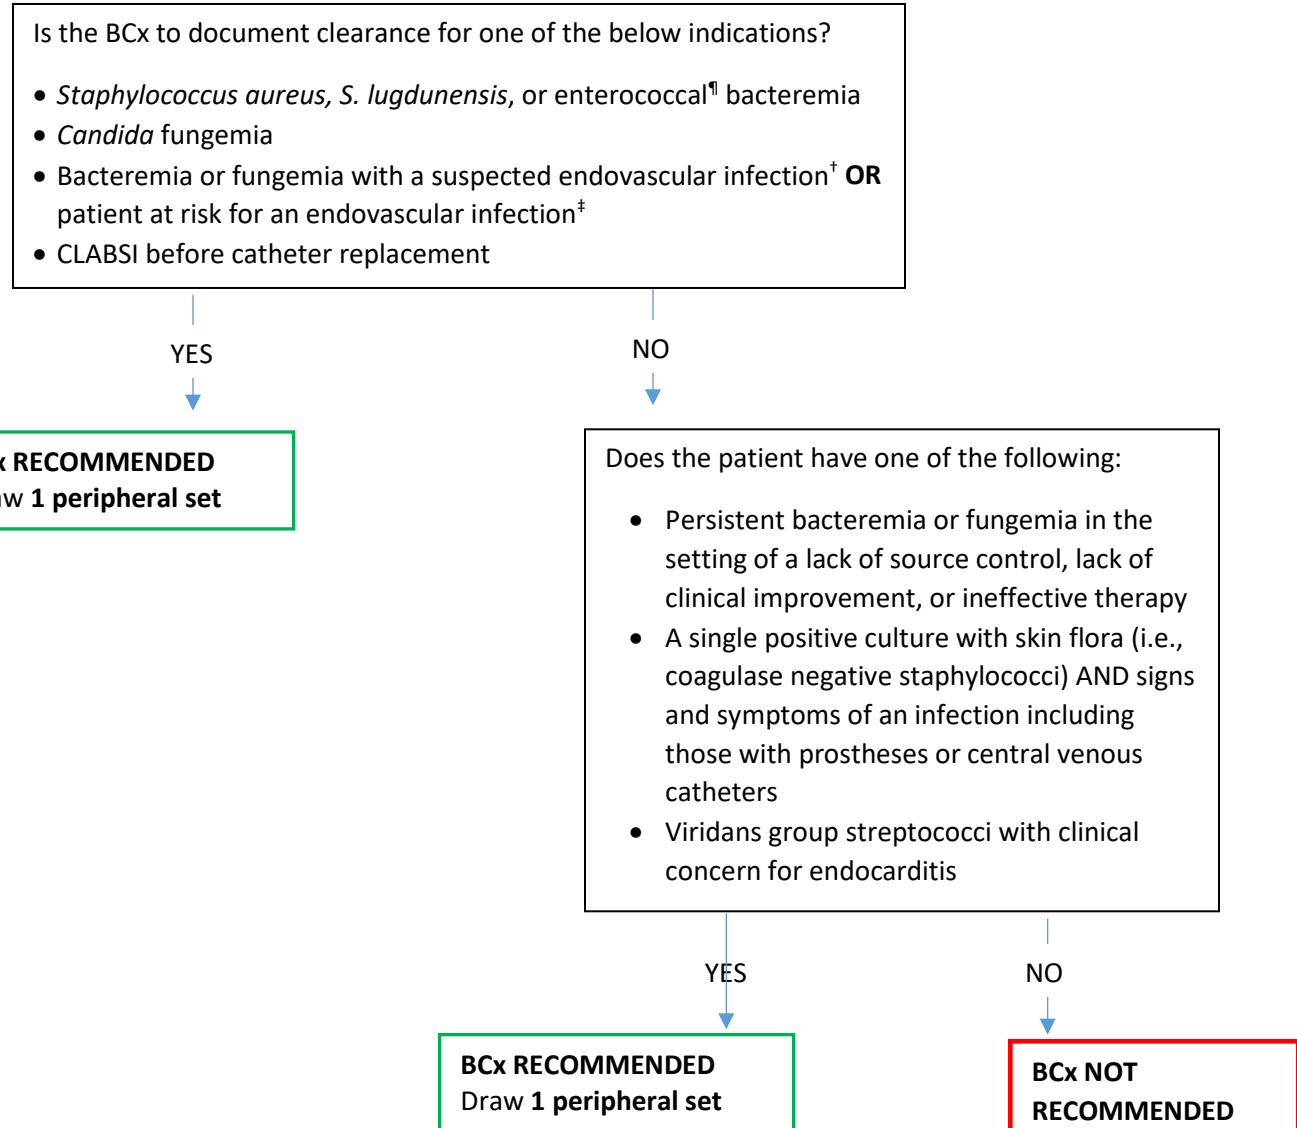 Is the BCx to document clearance for one of the below indications?
• Staphylococcus aureus, S. lugdunensis, or enterococcal¶ bacteremia
• Candida fungemia
• Bacteremia or fungemia with a suspected endovascular infection† OR
patient at risk for an endovascular infection‡
• CLABSI before catheter replacement
YES
NO
x RECOMMENDED
aw 1 peripheral set
Does the patient have one of the following:
• Persistent bacteremia or fungemia in the
setting of a lack of source control, lack of
clinical improvement, or ineffective therapy
• A single positive culture with skin flora (i.e.,
coagulase negative staphylococci) AND signs
and symptoms of an infection including
those with prostheses or central venous
catheters
• Viridans group streptococci with clinical
concern for endocarditis
YES
NO
BCx RECOMMENDED
Draw 1 peripheral set
BCx NOT
RECOMMENDED